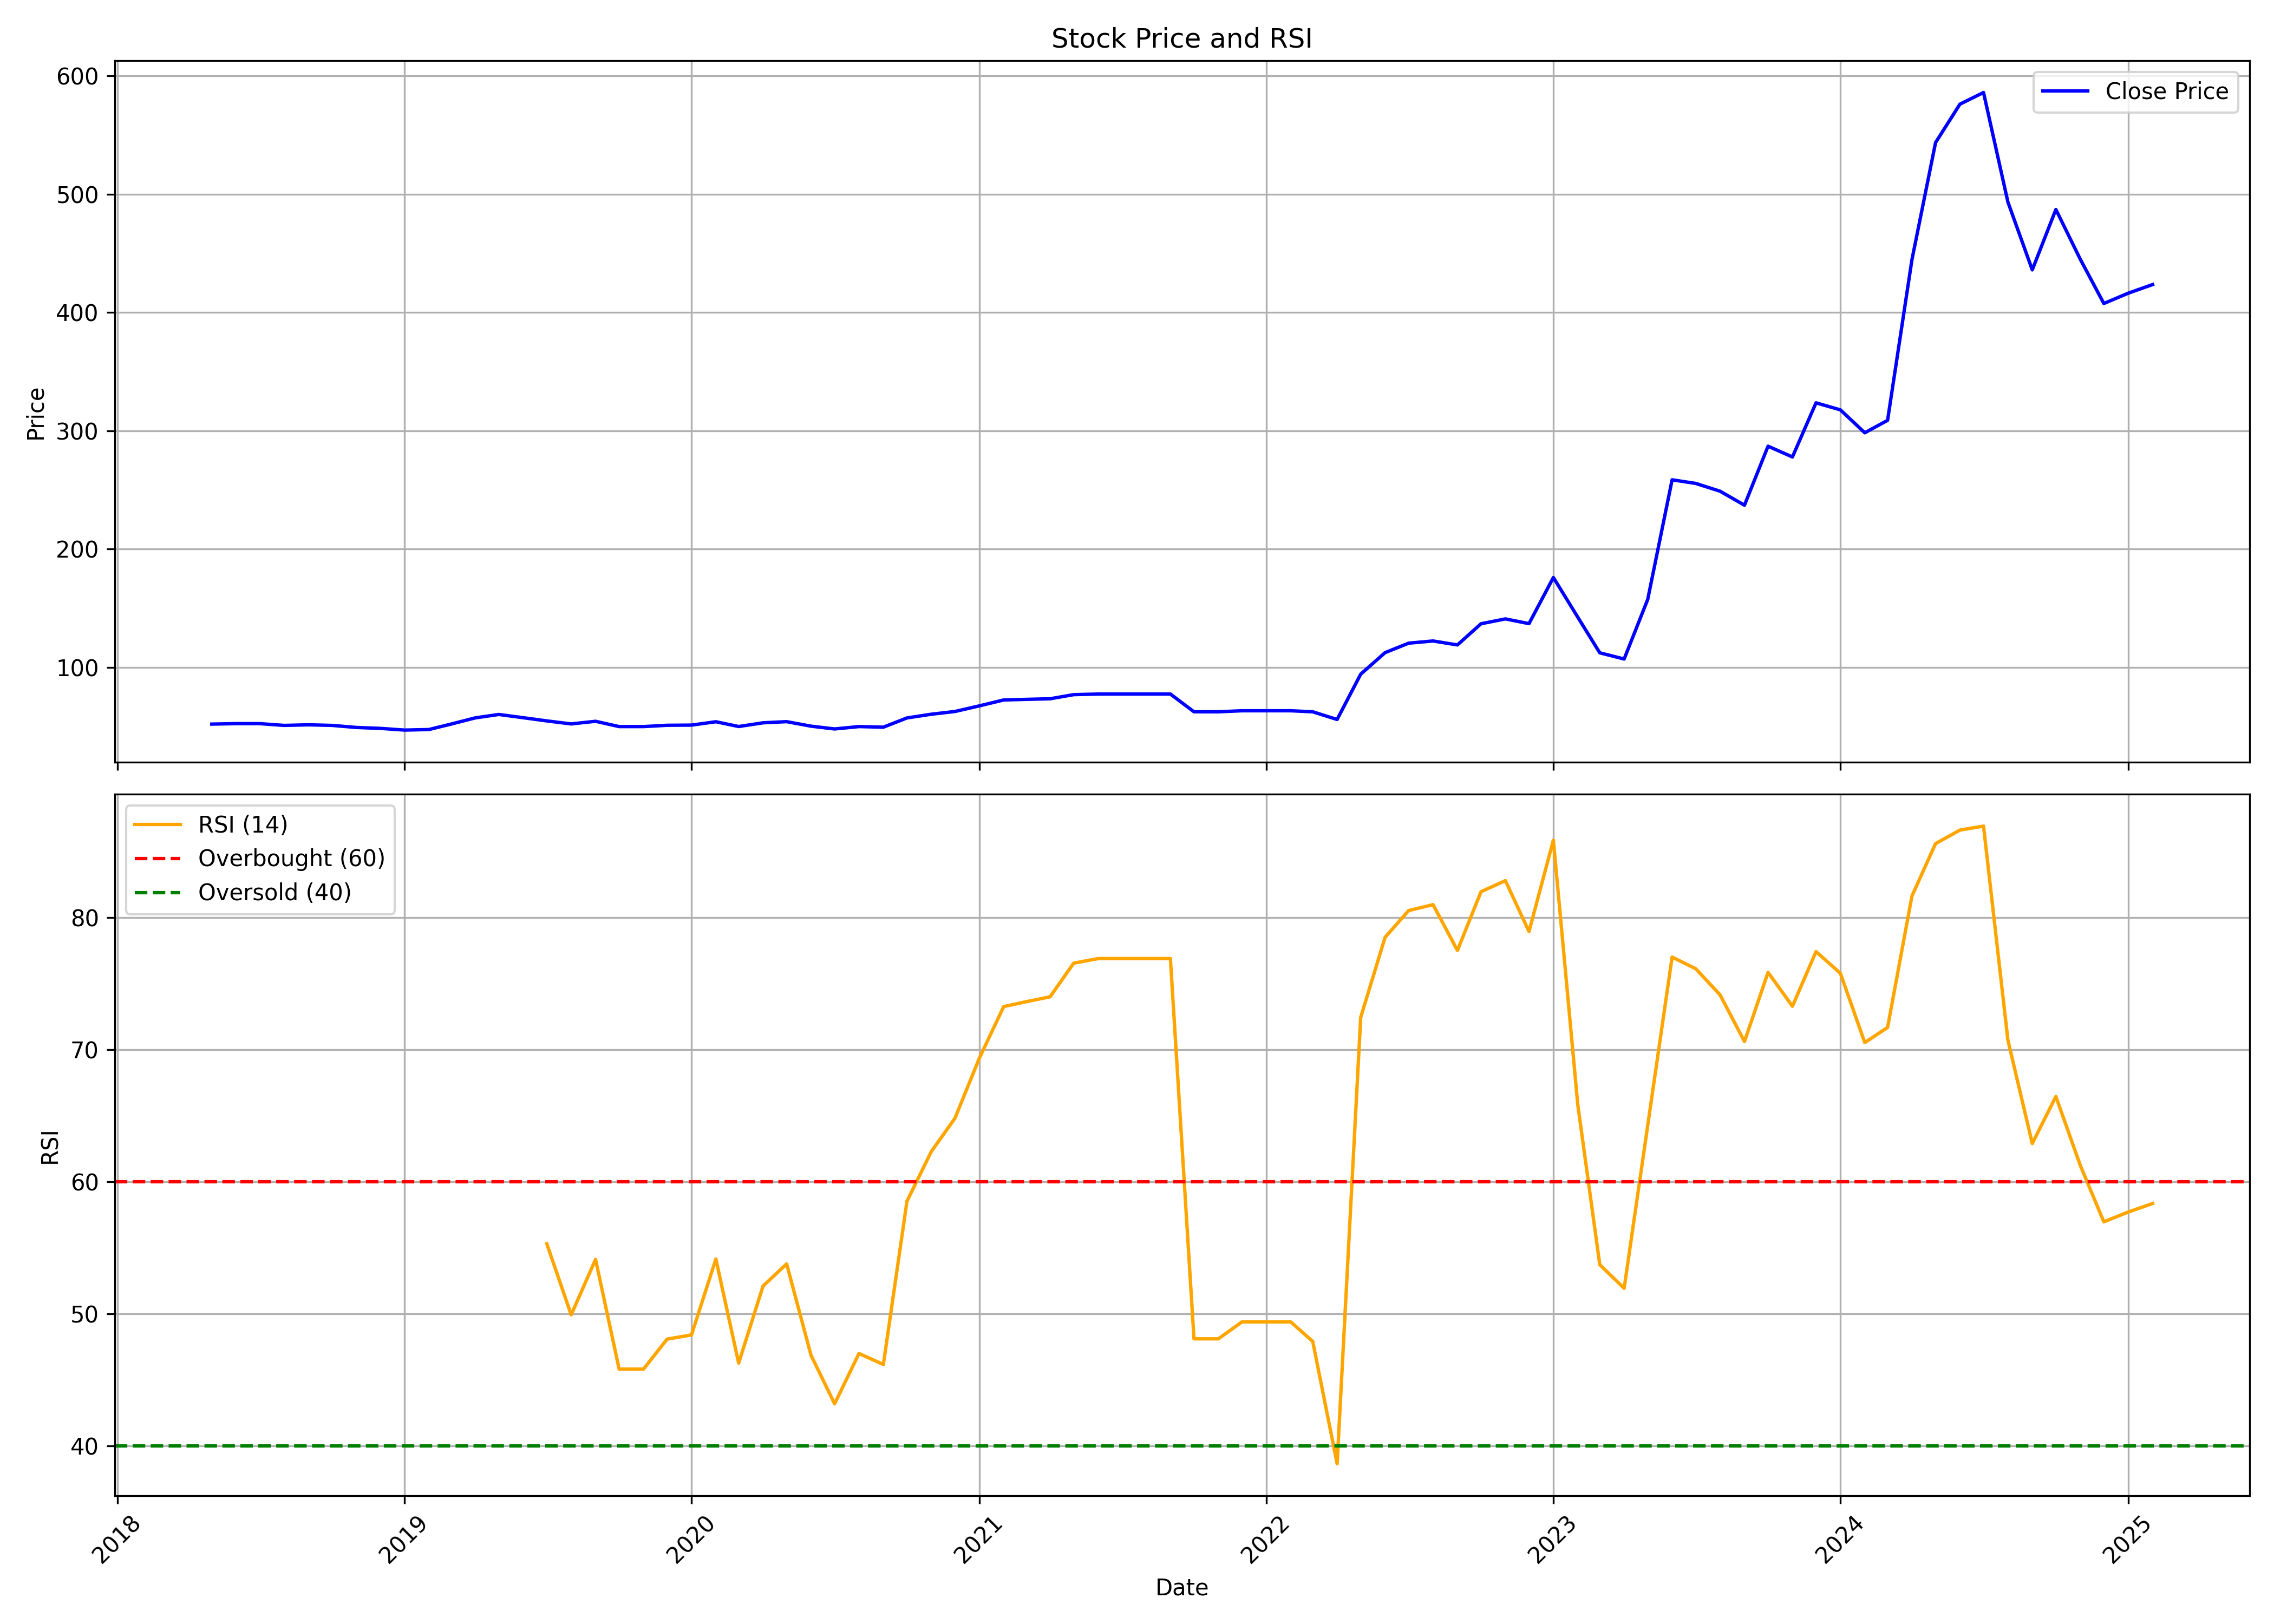 Stock Price and RSI
600
500
400
300
200
100
Price
Close Price
RSI (14)
Overbought (60)
Oversold (40)
80
70
60
50
40
RSI
2018
2019
2020
2021
2022
2023
2024
2025
Date